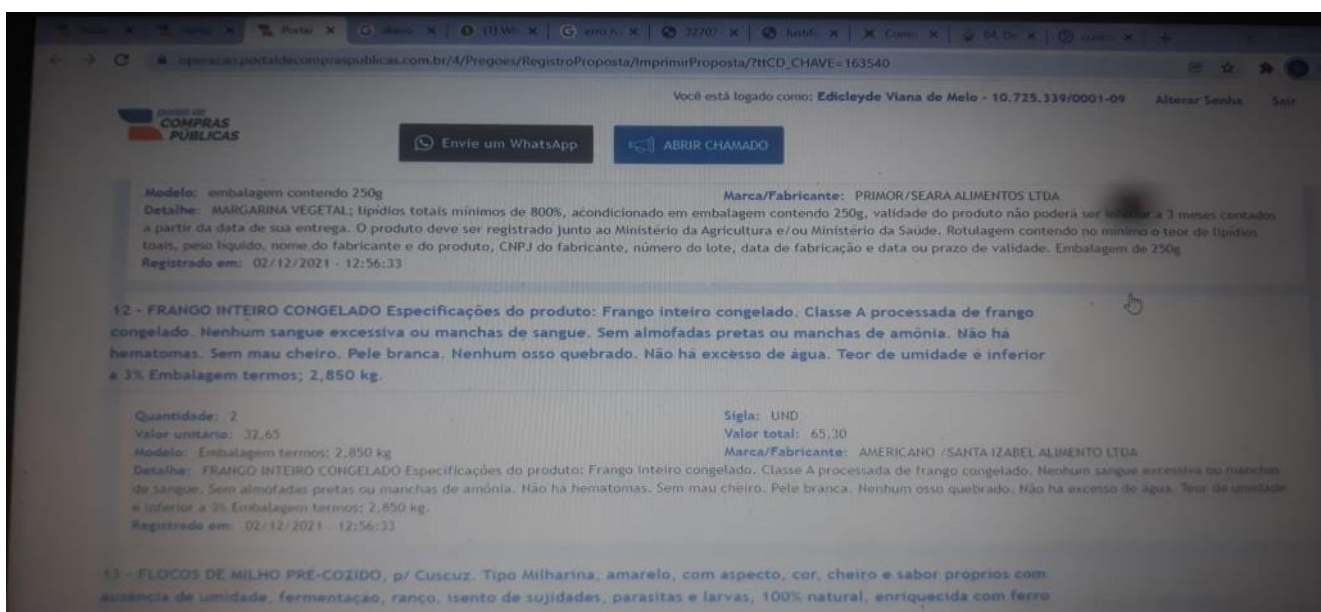 Portal
operacao.portaldecompraspublicas.com.br/4/Pregoes/RegistroProposta/ImprimirProposta/?ttCD_CHAVE=163540
Você está logado como: Edicleyde Viana de Melo - 10.725.339/0001-09 Alterar Senha Sair
COMPRAS
PÚBLICAS
Envie um WhatsApp ABRIR CHAMADO
Modelo: embalagem contendo 250g Marca/Fabricante: PRIMOR/SEARA ALIMENTOS LTDA
Detalhe: MARGARINA VEGETAL; lipídios totais mínimos de 800%, acondicionado em embalagem contendo 250g, validade do produto não poderá ser a 3 meses contados
a partir da data de sua entrega. O produto deve ser registrado junto ao Ministério da Agricultura e/ou Ministério da Saúde. Rotulagem contendo no mínimo o teor de lipídios
toais, peso líquido, nome do fabricante e do produto, CNPJ do fabricante, número do lote, data de fabricação e data ou prazo de validade. Embalagem de 250g
Registrado em: 02/12/2021 - 12:56:33
12 - FRANGO INTEIRO CONGELADO Especificações do produto: Frango inteiro congelado. Classe A processada de frango
congelado. Nenhum sangue excessiva ou manchas de sangue. Sem almofadas pretas ou manchas de amônia. Não há
hematomas. Sem mau cheiro. Pele branca. Nenhum osso quebrado. Não há excesso de água. Teor de umidade é inferior
a 3% Embalagem termos; 2,850 kg.
Quantidade: 2 Sigla: UND
Valor unitário: 32,65 Valor total: 65,30
Modelo: Embalagem termos; 2,850 kg Marca/Fabricante: AMERICANO /SANTA IZABEL ALIMENTO LTDA
Detalhe: FRANGO INTEIRO CONGELADO Especificações do produto: Frango inteiro congelado. Classe A processada de frango congelado. Nenhum sangue excessiva ou manchas
de sangue. Sem almofadas pretas ou manchas de amônia. Não há hematomas. Sem mau cheiro. Pele branca. Nenhum osso quebrado. Não há excesso de água. Teor de umidade
é inferior a 3% Embalagem termos; 2,850 kg.
Registrado em: 02/12/2021 - 12:56:33
13 - FLOCOS DE MILHO PRE-COZIDO, p/ Cuscuz. Tipo Milharina, amarelo, com aspecto, cor, cheiro e sabor próprios com
ausencia de umidade, fermentação, ranço, isento de sujidades, parasitas e larvas, 100% natural, enriquecida com ferro